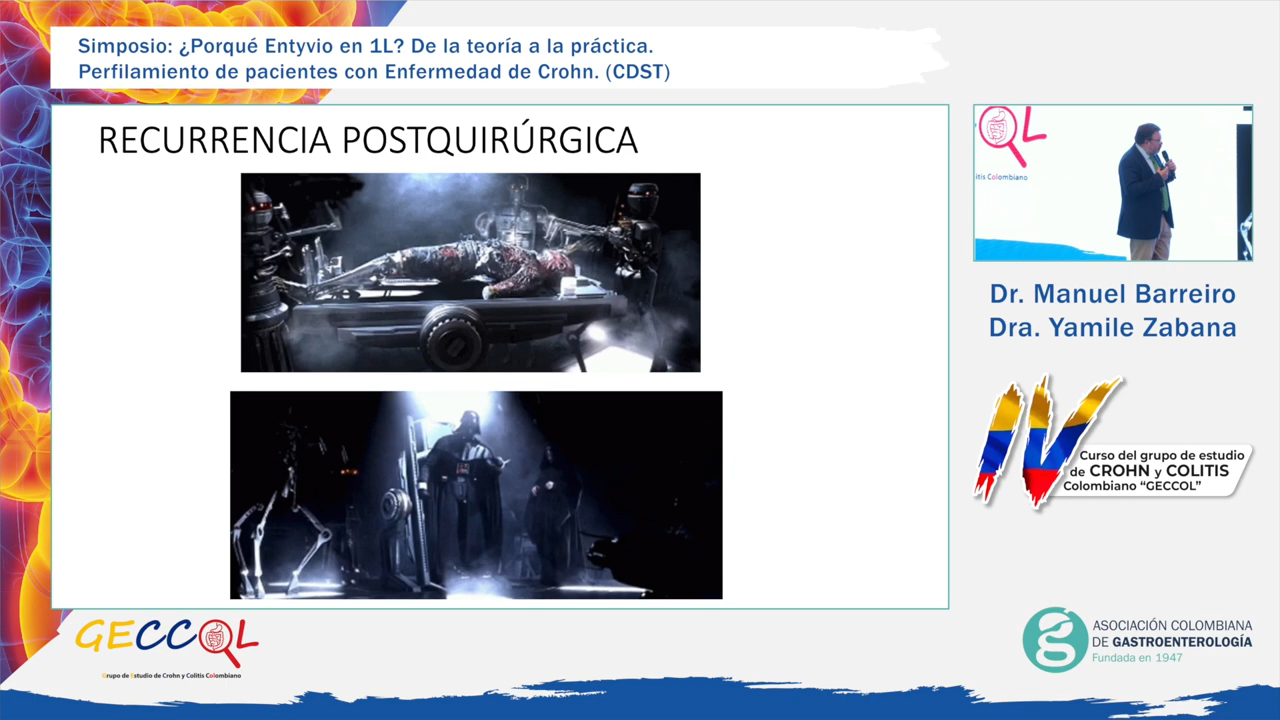 Simposio: ¿Porqué Entyvio en 1L? De la teoría a la práctica.
Perfilamiento de pacientes con Enfermedad de Crohn. (CDST)
RECURRENCIA POSTQUIRÚRGICA
itis Colombiano
Dr. Manuel Barreiro
Dra. Yamile Zabana
IV
Curso del grupo de estudio
de CROHN y COLITIS
Colombiano “GECCOL”
GECCOL
Grupo de Estudio de Crohn y Colitis Colombiano
ASOCIACIÓN COLOMBIANA
DE GASTROENTEROLOGÍA
Fundada en 1947